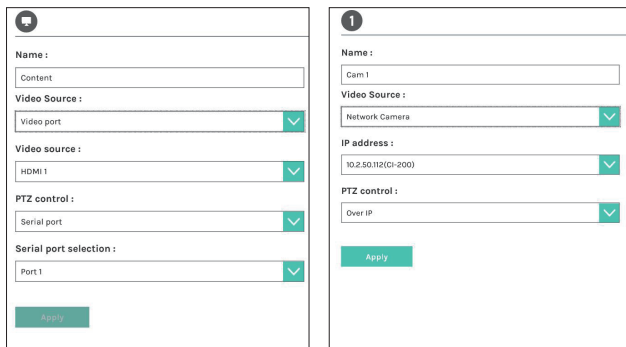 Name :
Content
Video Source :
Video port
Video source :
HDMI 1
PTZ control :
Serial port
Serial port selection :
Port 1
Apply
1
Name :
Cam 1
Video Source :
Network Camera
IP address :
10.2.50.112(CI-200)
PTZ control :
Over IP
Apply